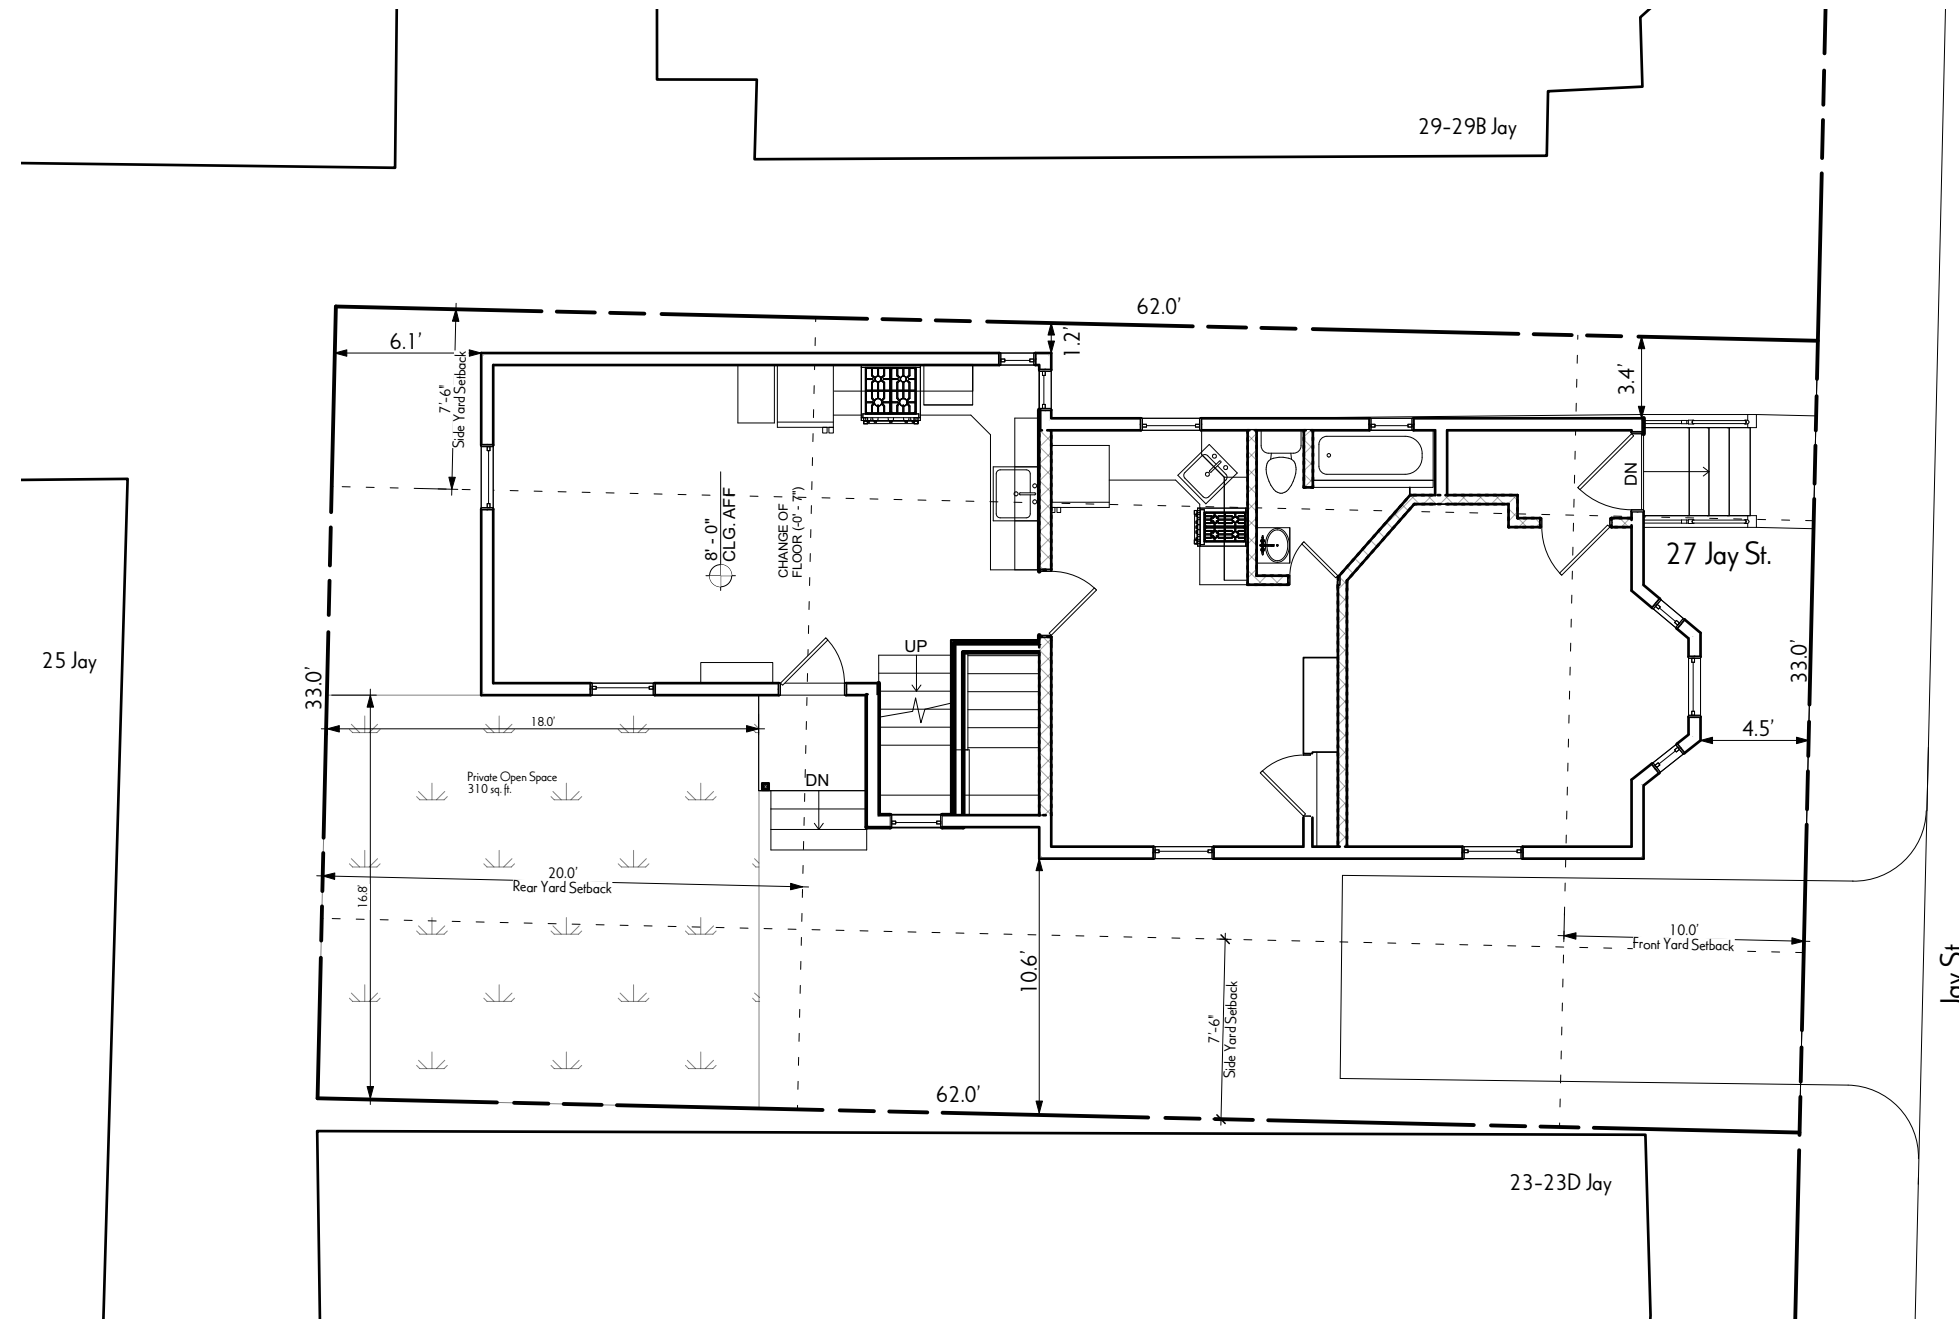 29-29B Jay
62.0'
6.1'
1.2'
7'-6"
Side Yard Setback
3.4'
8' - 0"
CLG. AFF
CHANGE OF
FLOOR (-0' - 7")
DN
27 Jay St.
25 Jay
UP
33.0'
33.0'
18.0'
4.5'
Private Open Space
310 sq. ft.
DN
20.0'
Rear Yard Setback
16.8'
10.0'
Front Yard Setback
10.6'
7'-6"
Side Yard Setback
Jay St
62.0'
23-23D Jay